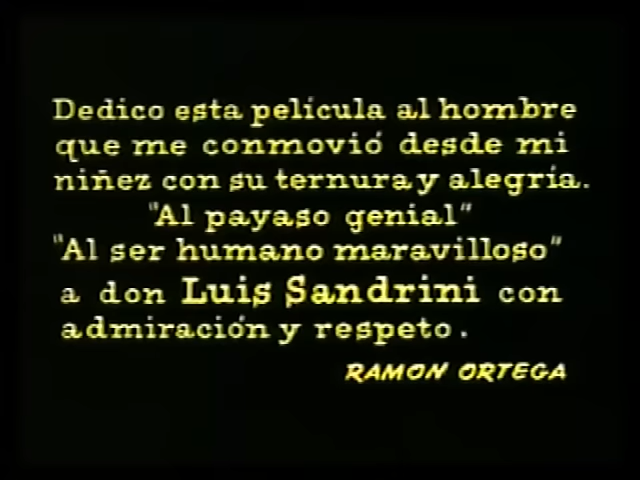 Dedico esta película al hombre
que me conmovió desde mi
niñez con su ternura y alegría.
"Al payaso genial"
"Al ser humano maravilloso"
a don Luis Sandrini con
admiración y respeto.
RAMON ORTEGA